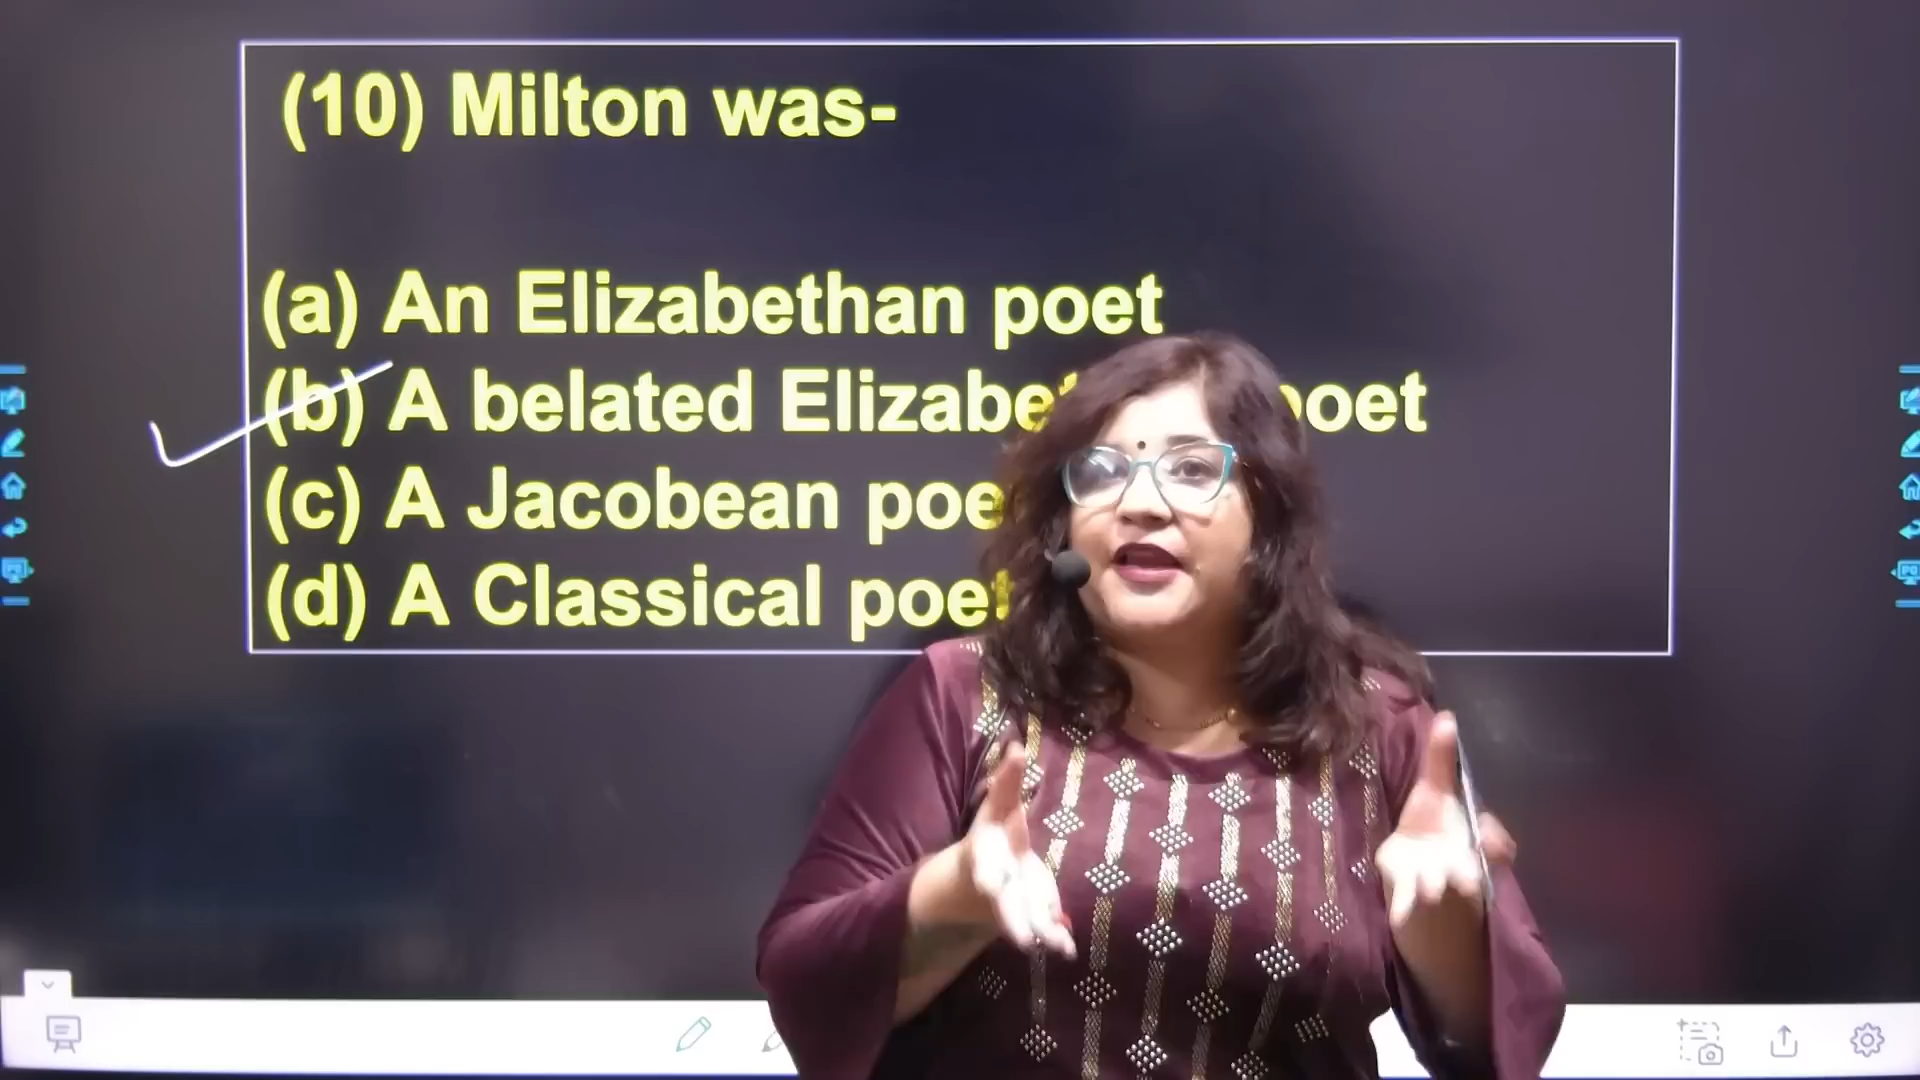 (10) Milton was-
(a) An Elizabethan poet
(b) A belated Elizabe poet
(c) A Jacobean poe
(d) A Classical poet